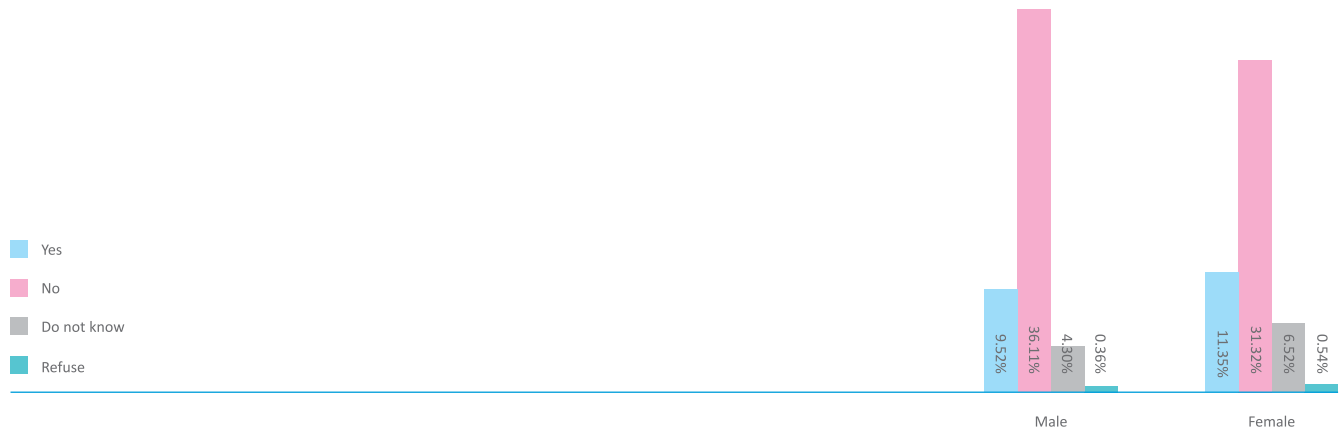 Yes
No
Do not know
Refuse
9.52%
36.11%
4.30%
0.36%
11.35%
31.32%
6.52%
0.54%
Male
Female